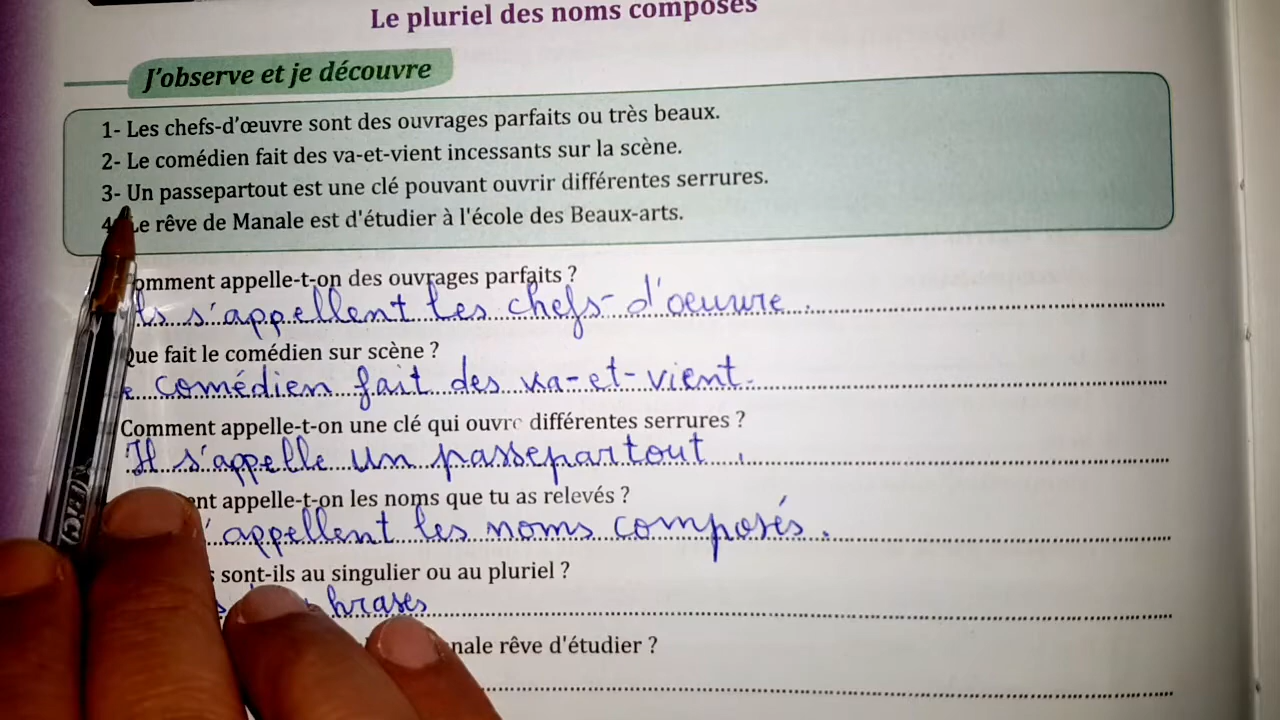 Le pluriel des noms composés
J'observe et je découvre
1- Les chefs-d'œuvre sont des ouvrages parfaits ou très beaux.
2- Le comédien fait des va-et-vient incessants sur la scène.
3- Un passepartout est une clé pouvant ouvrir différentes serrures.
4- Le rêve de Manale est d'étudier à l'école des Beaux-arts.
omment appelle-t-on des ouvrages parfaits ?
ls s'appellent les chefs-d'œuvre.
Que fait le comédien sur scène ?
e comédien fait des va-et-vient.
Comment appelle-t-on une clé qui ouvre différentes serrures ?
Il s'appelle un passepartout.
ent appelle-t-on les noms que tu as relevés ?
s'appellent les noms composés.
sont-ils au singulier ou au pluriel ?
phrases
nale rêve d'étudier ?